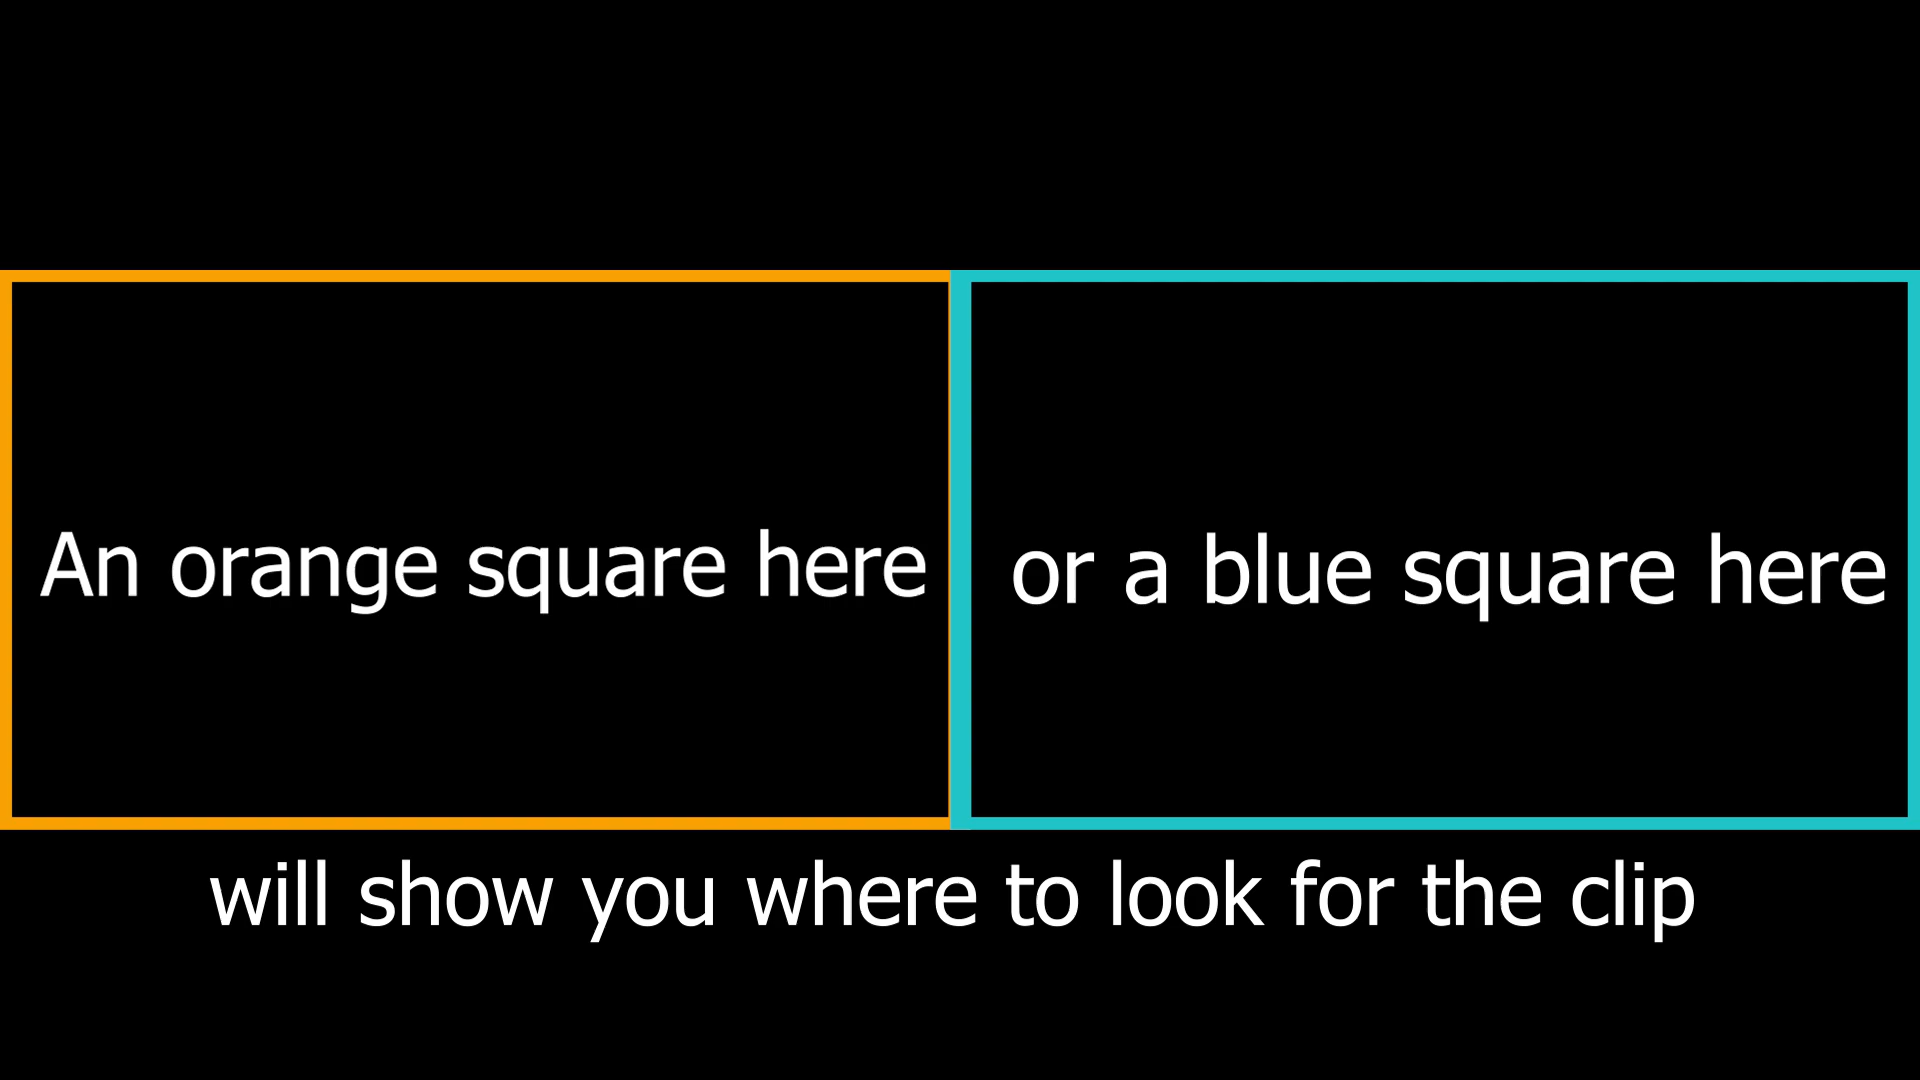 An orange square here
or a blue square here
will show you where to look for the clip